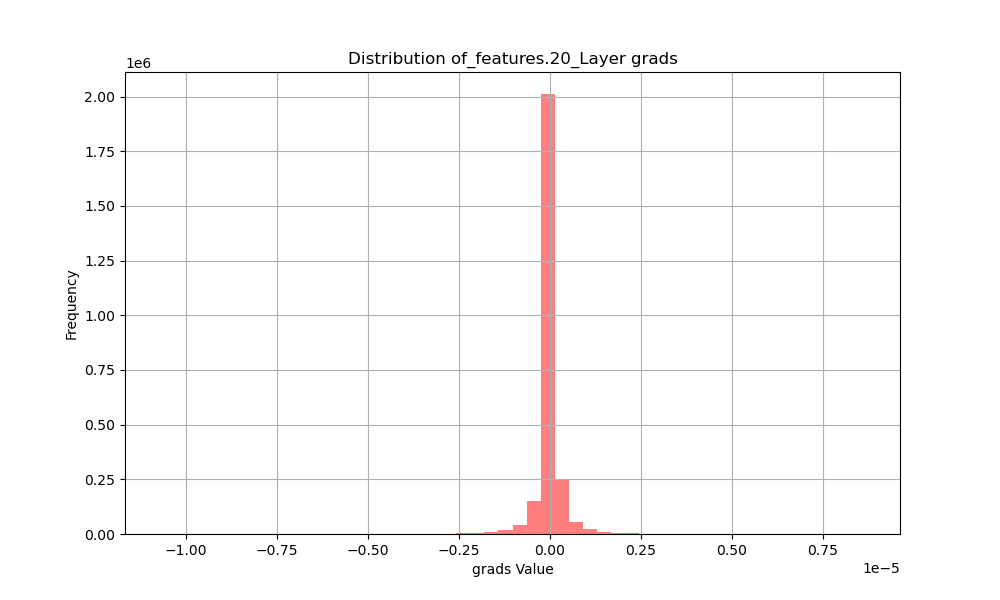 Distribution of_features.20_Layer grads
1e6
2.00
1.75
1.50
1.25
1.00
0.75
0.50
0.25
0.00
Frequency
−1.00 −0.75 −0.50 −0.25 0.00 0.25 0.50 0.75
1e−5
grads Value